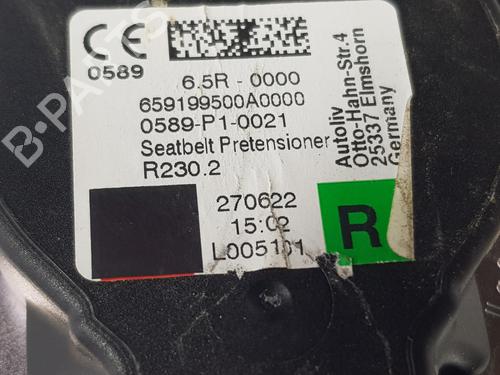 CE
0589
6.5R - 0000
659199500A0000
0589-P1-0021
Seatbelt Pretensioner
R230.2
270622
15:02
L005101
R
Autoliv
Otto-Hahn-Str.4
25337 Elmshorn
Germany
B-PARTS